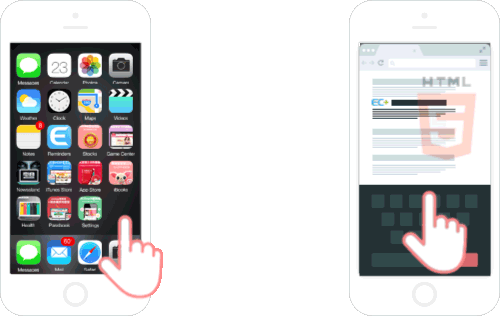 Messages Calendar Photos Camera
23
Weather Clock Maps Videos
8
Notes Reminders Stocks Game Center
Newsstand iTunes Store App Store iBooks
Health Passbook Settings
60
Messages Mail Safari
HTML
5
EC+